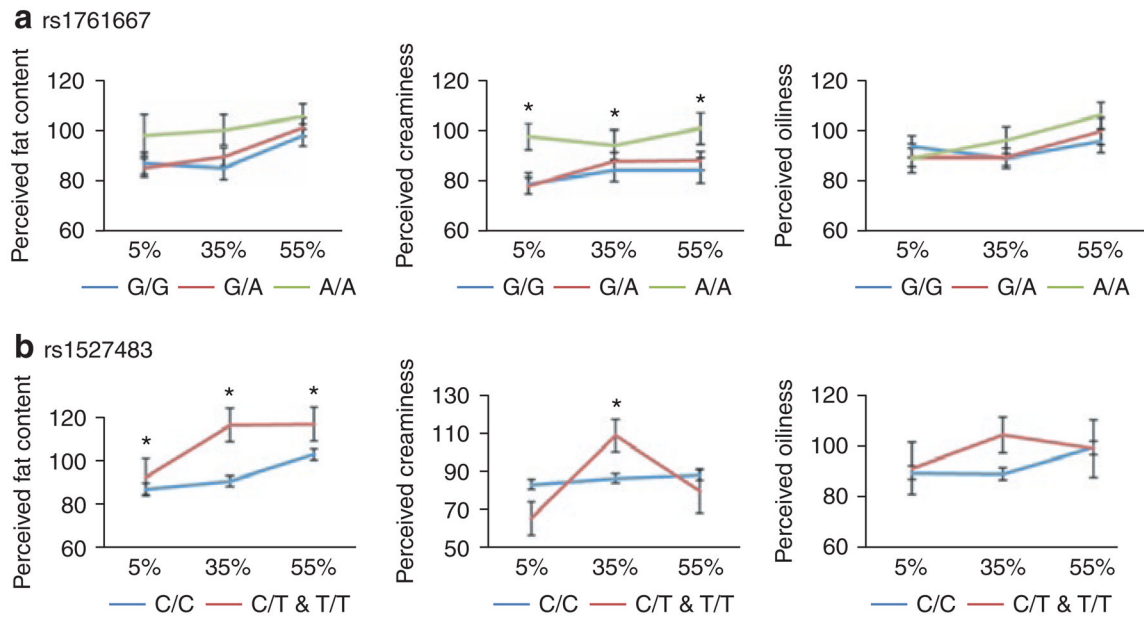 a rs1761667
Perceived fat content
120
100
80
60
5% 35% 55%
G/G G/A A/A
Perceived creaminess
120
100
80
60
* * *
5% 35% 55%
G/G G/A A/A
Perceived oiliness
120
100
80
60
5% 35% 55%
G/G G/A A/A
b rs1527483
Perceived fat content
120
100
80
60
* * *
5% 35% 55%
C/C C/T & T/T
Perceived creaminess
130
110
90
70
50
*
5% 35% 55%
C/C C/T & T/T
Perceived oiliness
120
100
80
60
5% 35% 55%
C/C C/T & T/T